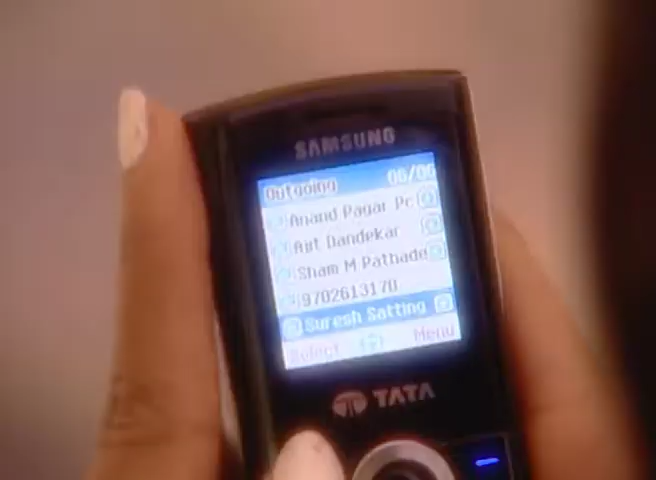 SAMSUNG
Outgoing 06/06
Anand Pagar Pc
Ajit Dandekar
Sham M Pathade
9702613170
Suresh Satting
Select Menu
TATA